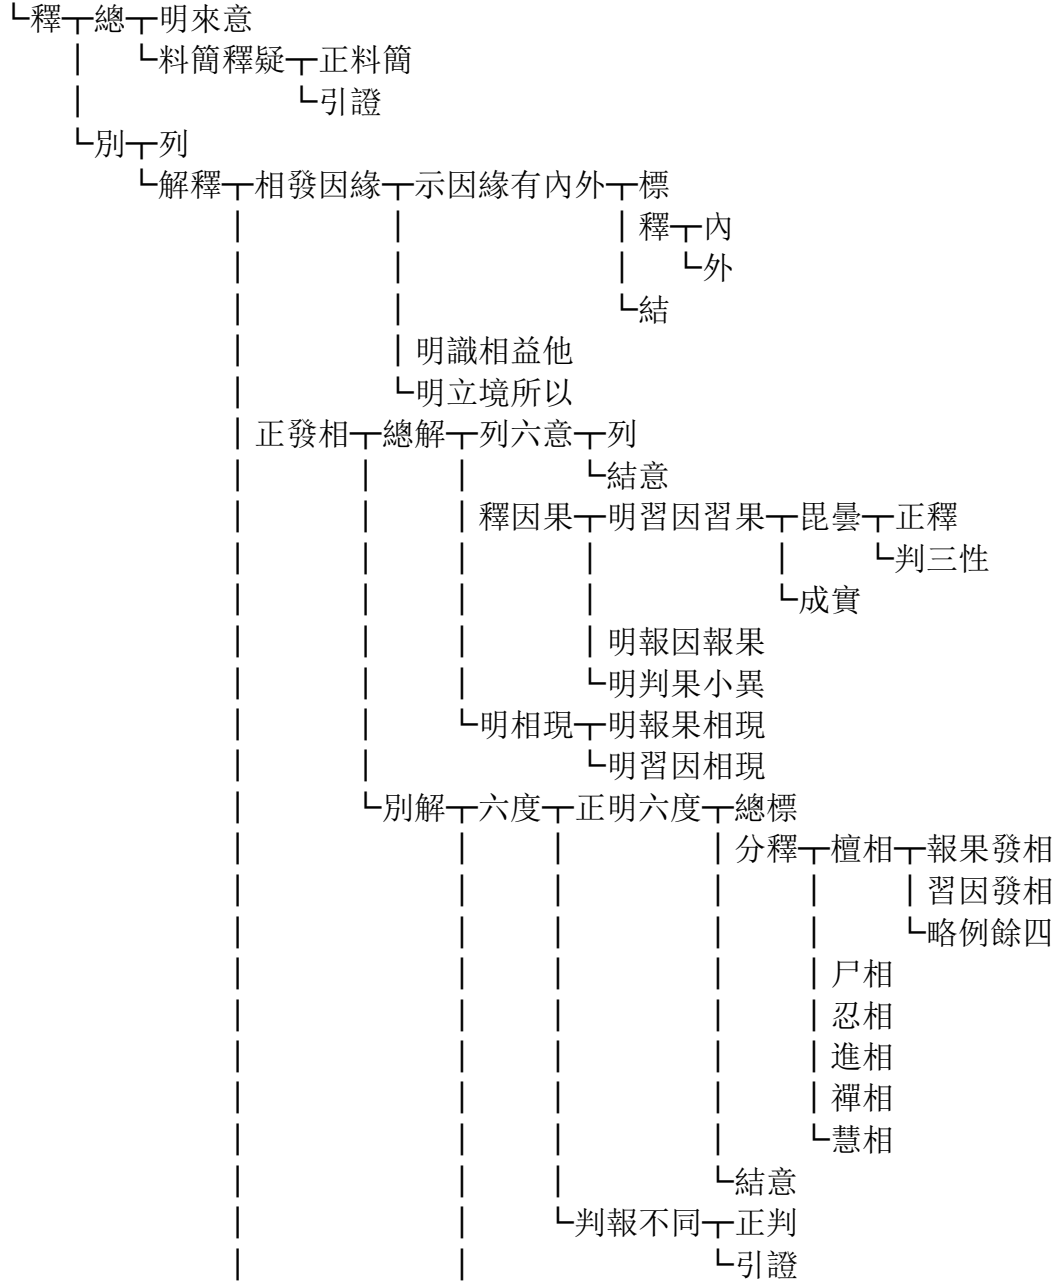 └釋┬總┬明來意
│ └料簡釋疑┬正料簡
│ └引證
└別┬列
└解釋┬相發因緣┬示因緣有內外┬標
│ │ │釋┬內
│ │ │ └外
│ │ └結
│ │明識相益他
│ └明立境所以
│正發相┬總解┬列六意┬列
│ │ │ └結意
│ │ │釋因果┬明習因習果┬毘曇┬正釋
│ │ │ │ │ └判三性
│ │ │ │ └成實
│ │ │ │明報因報果
│ │ │ └明判果小異
│ │ └明相現┬明報果相現
│ │ └明習因相現
│ └別解┬六度┬正明六度┬總標
│ │ │ │分釋┬檀相┬報果發相
│ │ │ │ │ │習因發相
│ │ │ │ │ └略例餘四
│ │ │ │ │尸相
│ │ │ │ │忍相
│ │ │ │ │進相
│ │ │ │ │禪相
│ │ │ │ └慧相
│ │ │ └結意
│ │ └判報不同┬正判
│ │ └引證